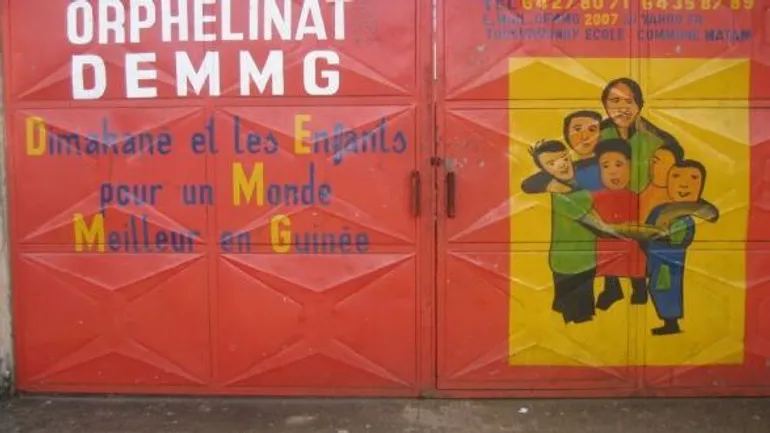 ORPHELINAT
DEMMG
Dimakane et les Enfants
pour un Monde
Meilleur en Guinée
2007
ECOLE COMMUNE MATAM